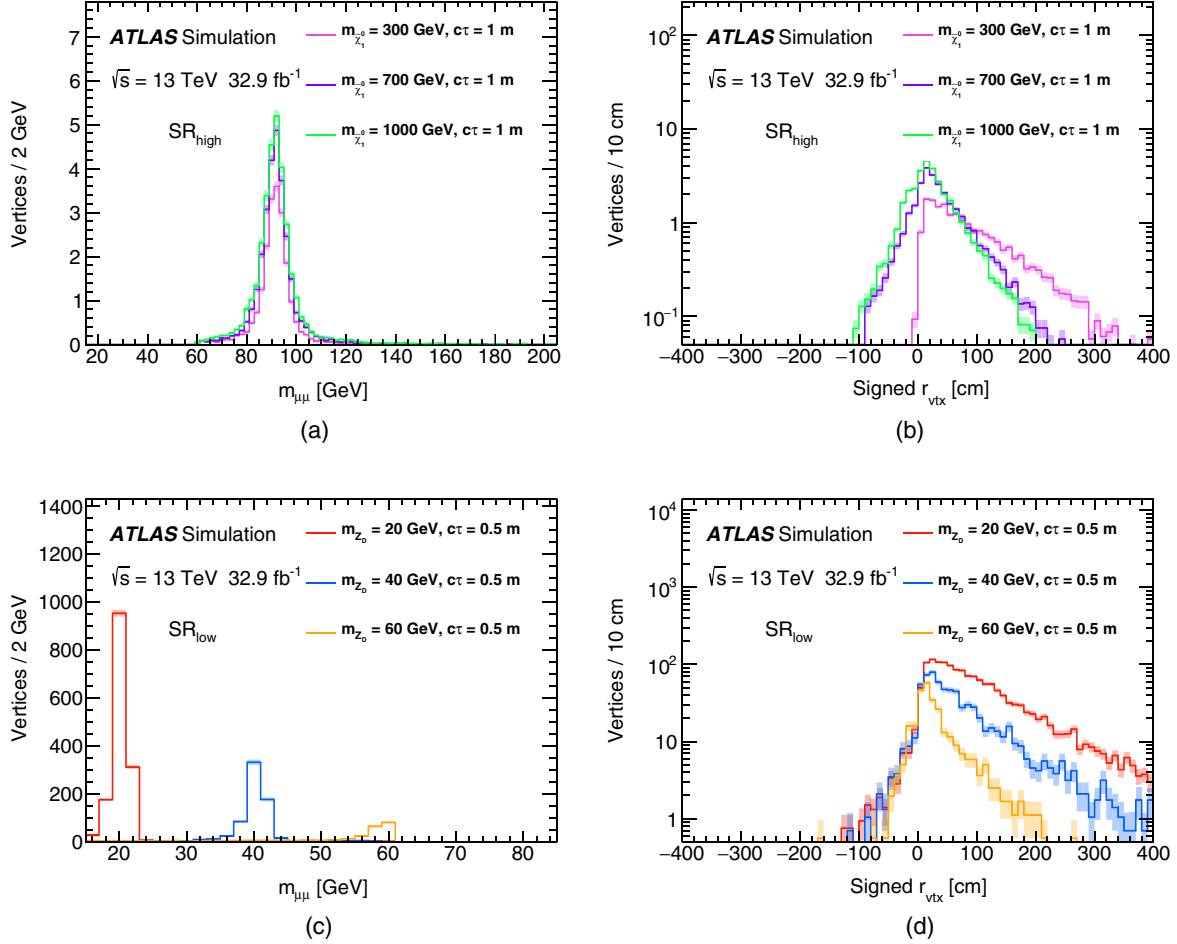 ATLAS Simulation
√s = 13 TeV 32.9 fb⁻¹
SR_high
m_χ̃₁⁰ = 300 GeV, cτ = 1 m
m_χ̃₁⁰ = 700 GeV, cτ = 1 m
m_χ̃₁⁰ = 1000 GeV, cτ = 1 m
Vertices / 2 GeV
7
6
5
4
3
2
1
0
20 40 60 80 100 120 140 160 180 200
m_μμ [GeV]
(a)
ATLAS Simulation
√s = 13 TeV 32.9 fb⁻¹
SR_high
m_χ̃₁⁰ = 300 GeV, cτ = 1 m
m_χ̃₁⁰ = 700 GeV, cτ = 1 m
m_χ̃₁⁰ = 1000 GeV, cτ = 1 m
Vertices / 10 cm
10²
10
1
10⁻¹
−400 −300 −200 −100 0 100 200 300 400
Signed r_vtx [cm]
(b)
ATLAS Simulation
√s = 13 TeV 32.9 fb⁻¹
SR_low
m_Z_D = 20 GeV, cτ = 0.5 m
m_Z_D = 40 GeV, cτ = 0.5 m
m_Z_D = 60 GeV, cτ = 0.5 m
Vertices / 2 GeV
1400
1200
1000
800
600
400
200
0
20 30 40 50 60 70 80
m_μμ [GeV]
(c)
ATLAS Simulation
√s = 13 TeV 32.9 fb⁻¹
SR_low
m_Z_D = 20 GeV, cτ = 0.5 m
m_Z_D = 40 GeV, cτ = 0.5 m
m_Z_D = 60 GeV, cτ = 0.5 m
Vertices / 10 cm
10⁴
10³
10²
10
1
−400 −300 −200 −100 0 100 200 300 400
Signed r_vtx [cm]
(d)